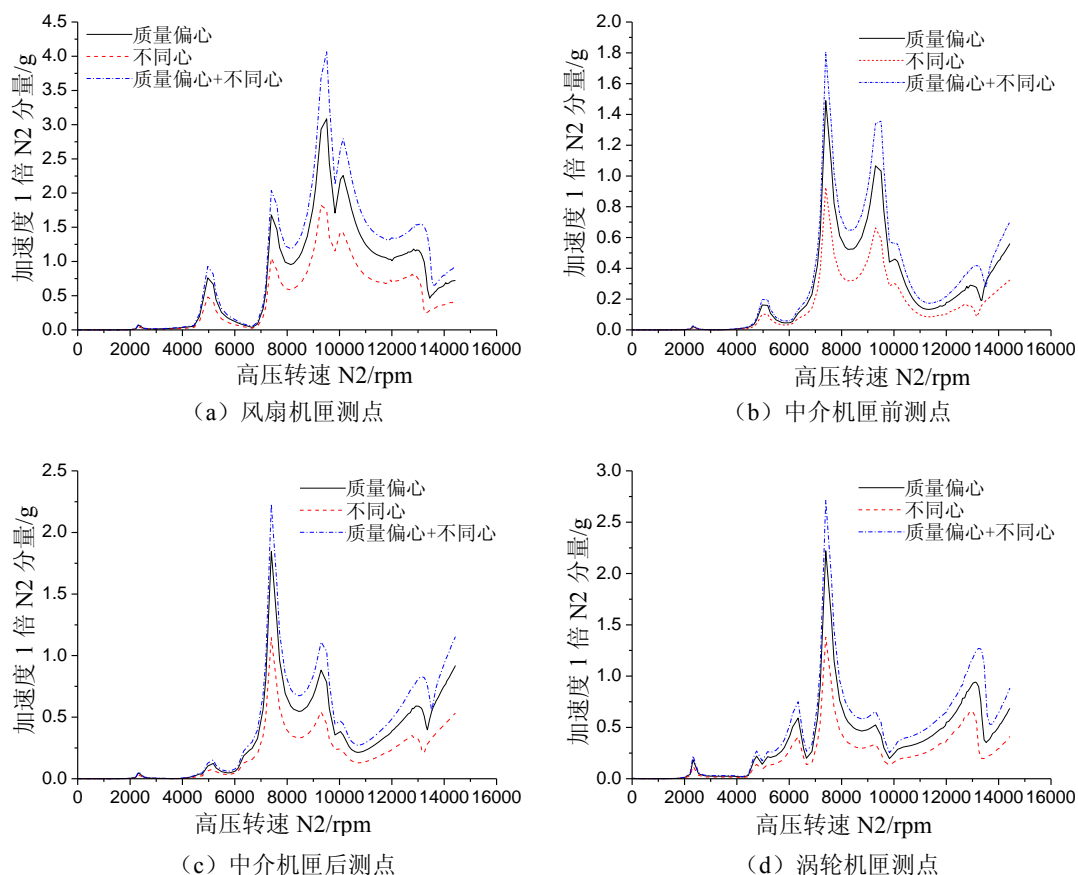 4.5
4.0
3.5
3.0
2.5
2.0
1.5
1.0
0.5
0.0
加速度 1 倍 N2 分量/g
质量偏心
不同心
质量偏心+不同心
0 2000 4000 6000 8000 10000 12000 14000 16000
高压转速 N2/rpm
（a）风扇机匣测点
2.0
1.8
1.6
1.4
1.2
1.0
0.8
0.6
0.4
0.2
0.0
加速度 1 倍 N2 分量/g
质量偏心
不同心
质量偏心+不同心
0 2000 4000 6000 8000 10000 12000 14000 16000
高压转速 N2/rpm
（b）中介机匣前测点
2.5
2.0
1.5
1.0
0.5
0.0
加速度 1 倍 N2 分量/g
质量偏心
不同心
质量偏心+不同心
0 2000 4000 6000 8000 10000 12000 14000 16000
高压转速 N2/rpm
（c）中介机匣后测点
3.0
2.5
2.0
1.5
1.0
0.5
0.0
加速度 1 倍 N2 分量/g
质量偏心
不同心
质量偏心+不同心
0 2000 4000 6000 8000 10000 12000 14000 16000
高压转速 N2/rpm
（d）涡轮机匣测点